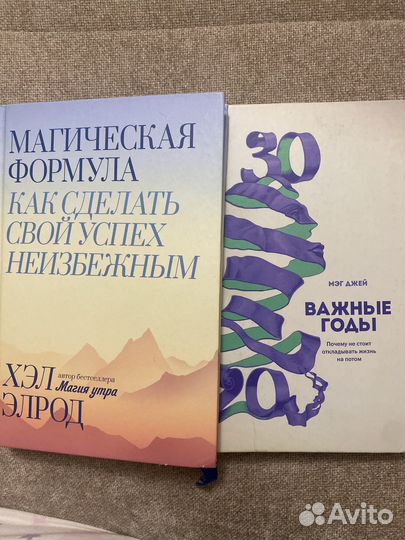 МАГИЧЕСКАЯ
ФОРМУЛА
КАК СДЕЛАТЬ
СВОЙ УСПЕХ
НЕИЗБЕЖНЫМ
ХЭЛ
ЭЛРОД
автор бестселлера
Магия утра
30
МЭГ ДЖЕЙ
ВАЖНЫЕ
ГОДЫ
Почему не стоит
откладывать жизнь
на потом
20
Avito